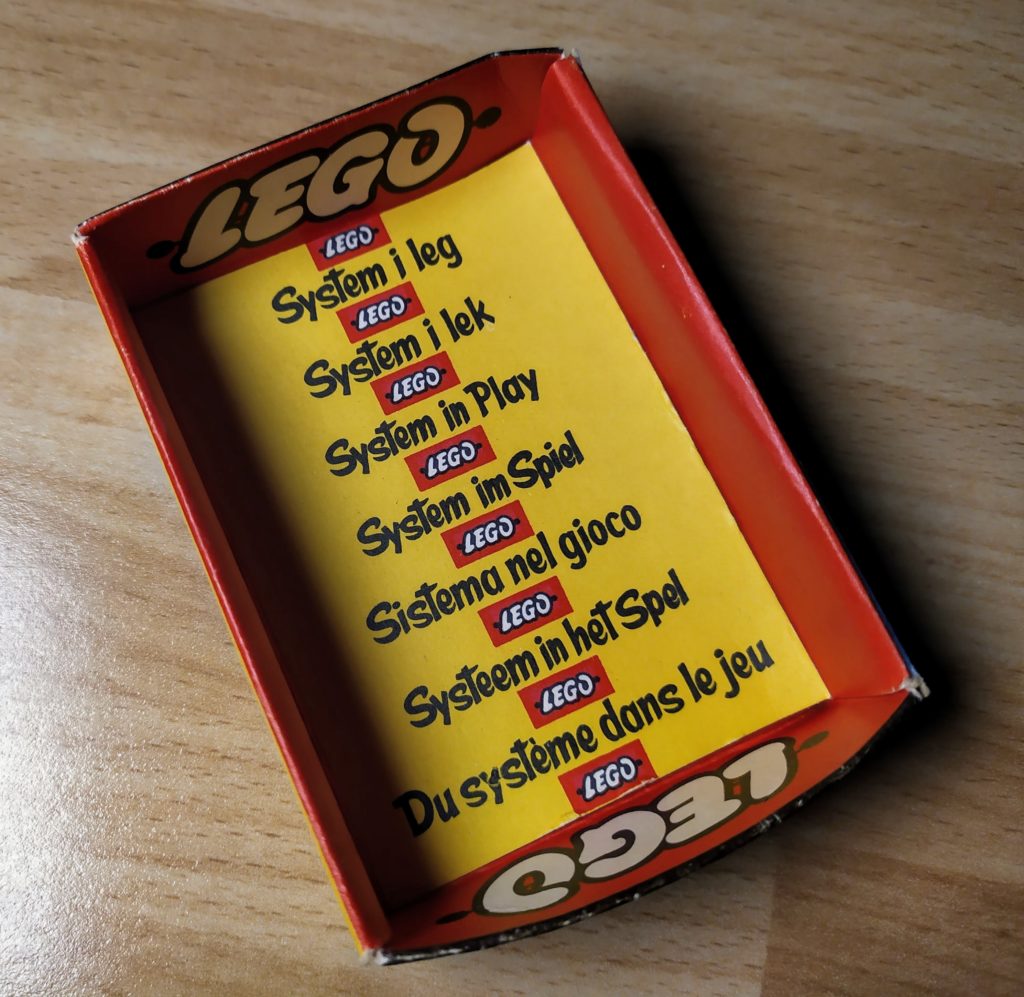 LEGO
LEGO
System i leg
LEGO
System i lek
LEGO
System in Play
LEGO
System im Spiel
LEGO
Sistema nel gioco
LEGO
Systeem in het Spel
LEGO
Du système dans le jeu
LEGO
LEGO